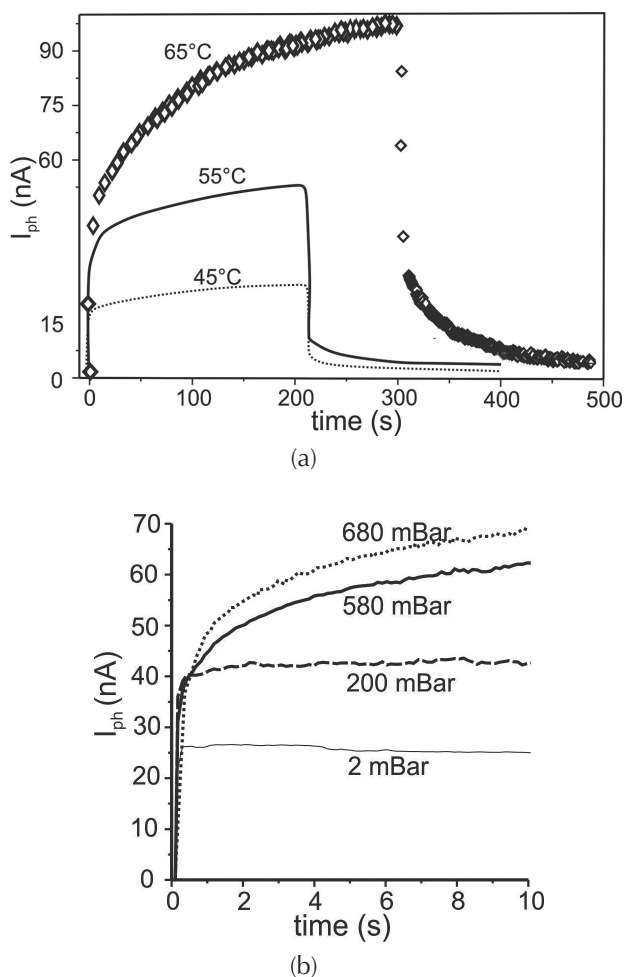 90
75
60
15
0
I_ph (nA)
65°C
55°C
45°C
0 100 200 300 400 500
time (s)
(a)
70
60
50
40
30
20
10
0
I_ph (nA)
680 mBar
580 mBar
200 mBar
2 mBar
0 2 4 6 8 10
time (s)
(b)